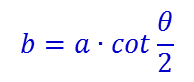 b = a · cot θ/2